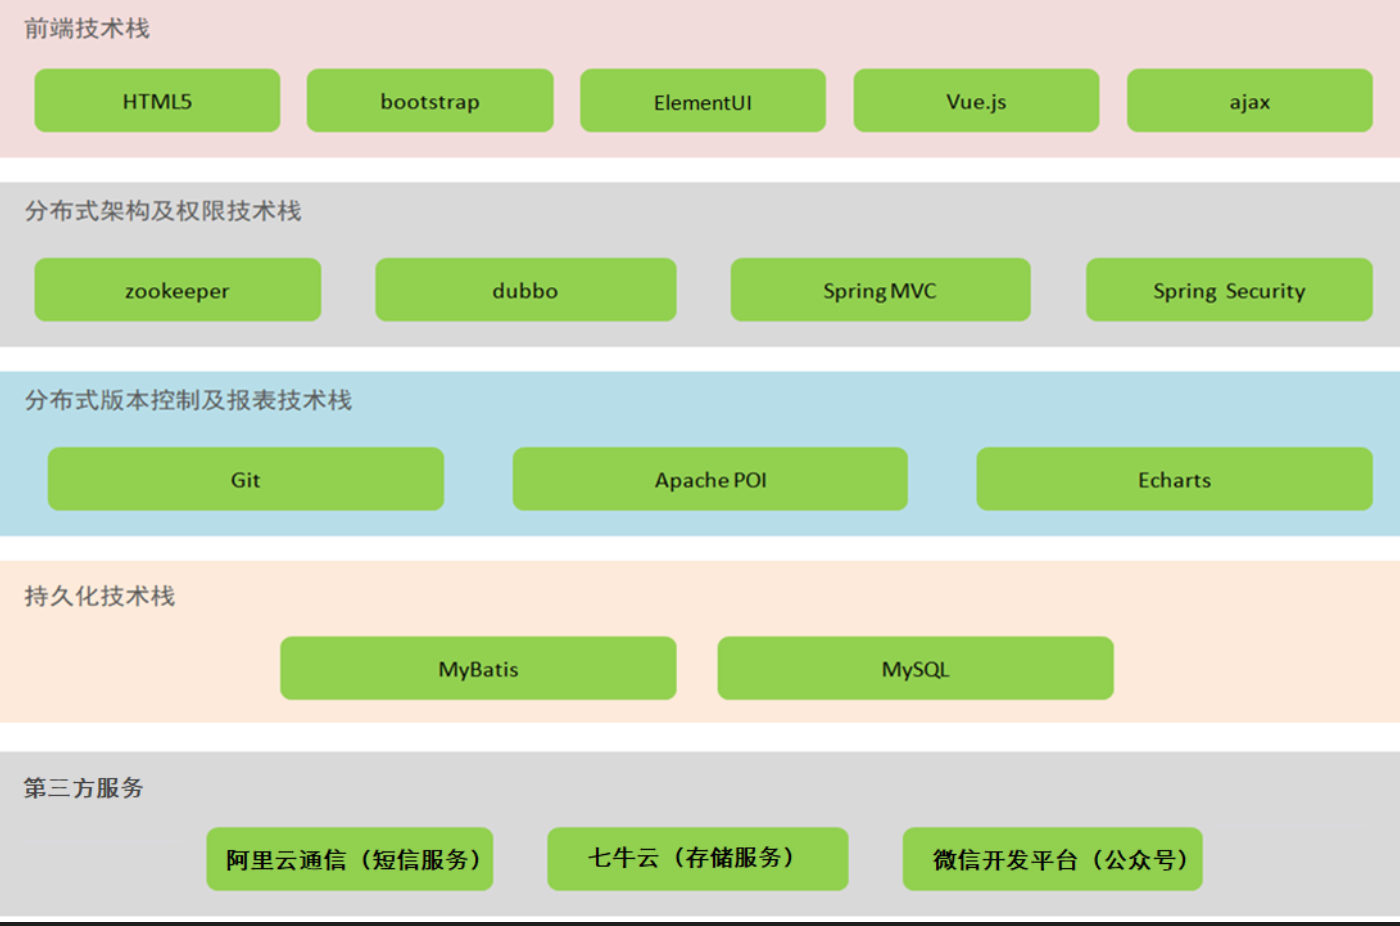 前端技术栈
HTML5
bootstrap
ElementUI
Vue.js
ajax
分布式架构及权限技术栈
zookeeper
dubbo
Spring MVC
Spring Security
分布式版本控制及报表技术栈
Git
Apache POI
Echarts
持久化技术栈
MyBatis
MySQL
第三方服务
阿里云通信（短信服务）
七牛云（存储服务）
微信开发平台（公众号）